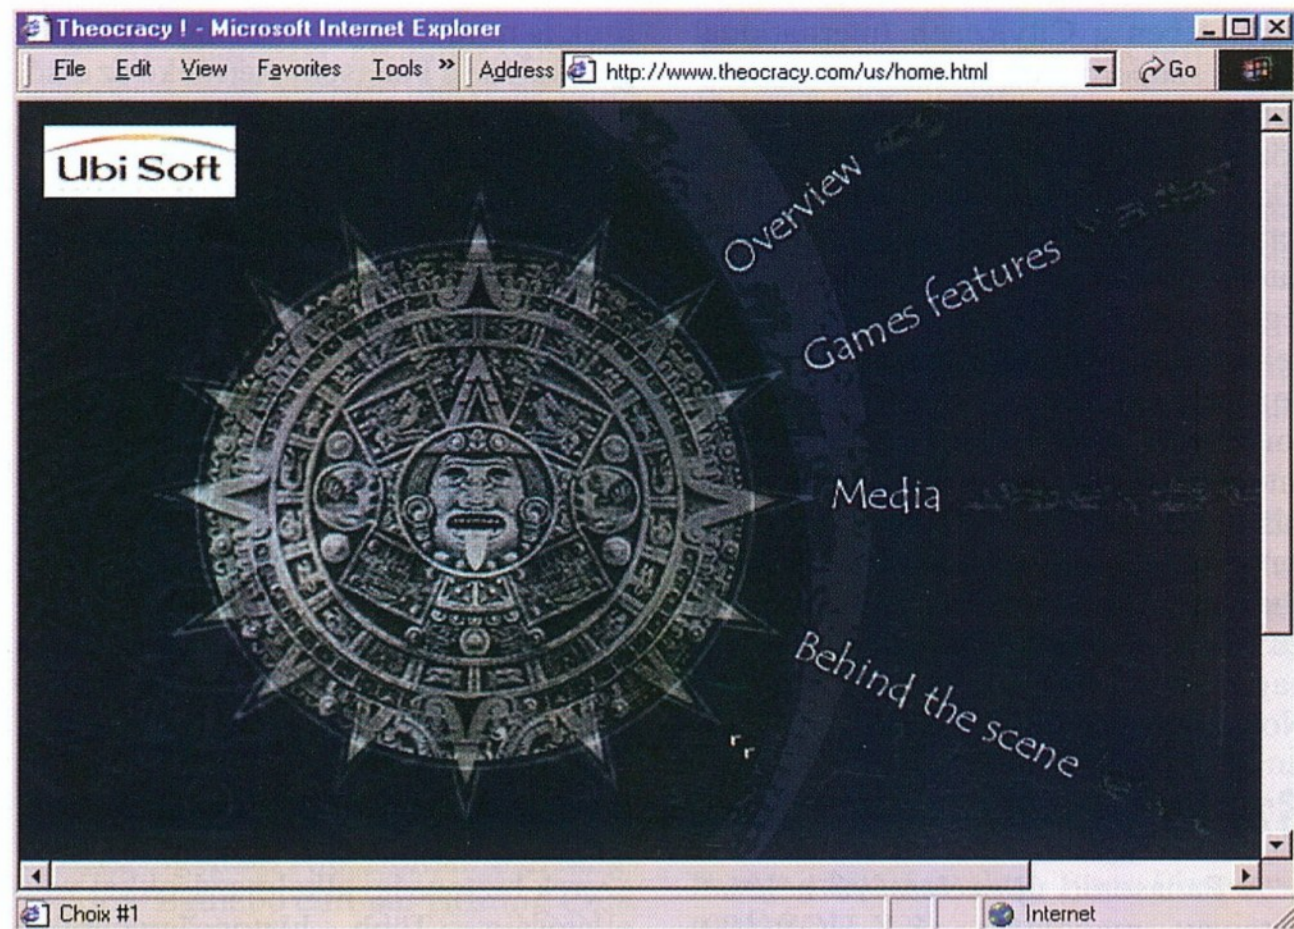 Theocracy ! - Microsoft Internet Explorer
File Edit View Favorites Tools » Address http://www.theocracy.com/us/home.html Go
Ubi Soft
Overview
Games features
Media
Behind the scene
Choix #1 Internet